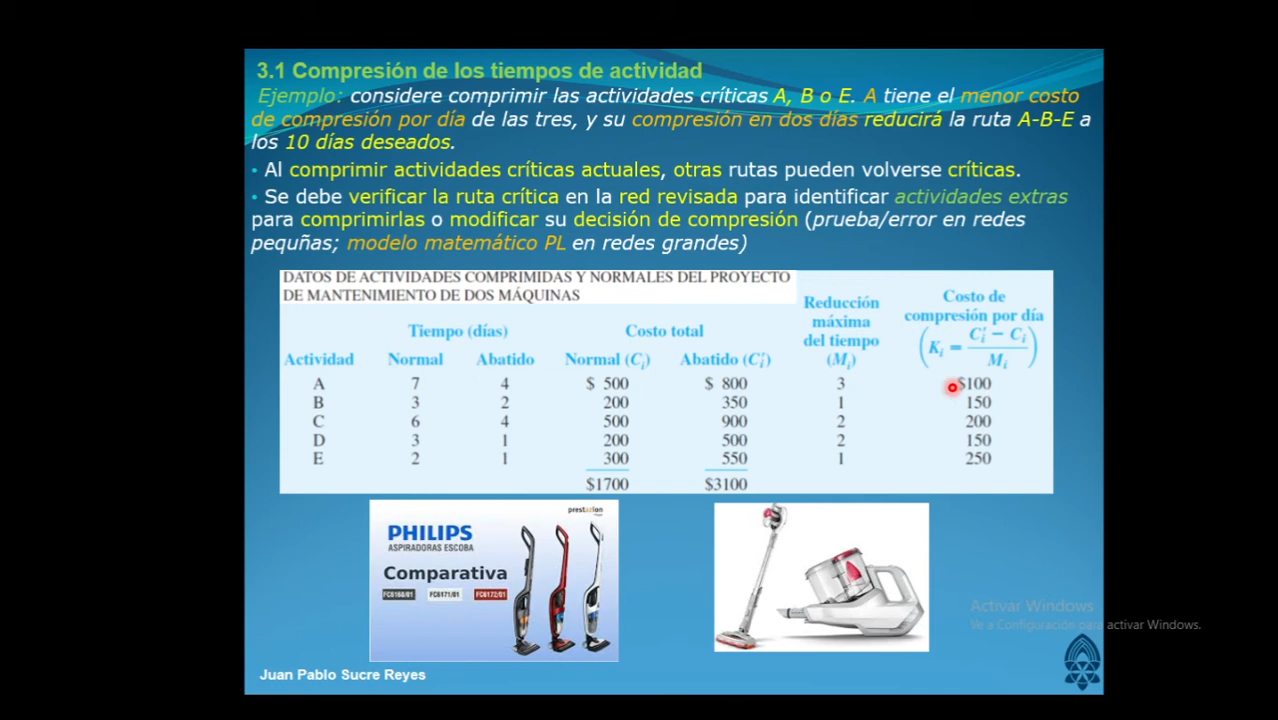 3.1 Compresión de los tiempos de actividad
Ejemplo: considere comprimir las actividades críticas A, B o E. A tiene el menor costo
de compresión por día de las tres, y su compresión en dos días reducirá la ruta A-B-E a
los 10 días deseados.
• Al comprimir actividades críticas actuales, otras rutas pueden volverse críticas.
• Se debe verificar la ruta crítica en la red revisada para identificar actividades extras
para comprimirlas o modificar su decisión de compresión (prueba/error en redes
pequñas; modelo matemático PL en redes grandes)
DATOS DE ACTIVIDADES COMPRIMIDAS Y NORMALES DEL PROYECTO
DE MANTENIMIENTO DE DOS MÁQUINAS
Tiempo (días) Costo total Reducción máxima del tiempo (Mi) Costo de compresión por día (Ki = C'i − Ci / Mi)
Actividad Normal Abatido Normal (Ci) Abatido (C'i)
A 7 4 $ 500 $ 800 3 $100
B 3 2 200 350 1 150
C 6 4 500 900 2 200
D 3 1 200 500 2 150
E 2 1 300 550 1 250
$1700 $3100
prestazion
PHILIPS
ASPIRADORAS ESCOBA
Comparativa
FC6168/01 FC6171/01 FC6172/01
Activar Windows
Ve a Configuración para activar Windows.
Juan Pablo Sucre Reyes